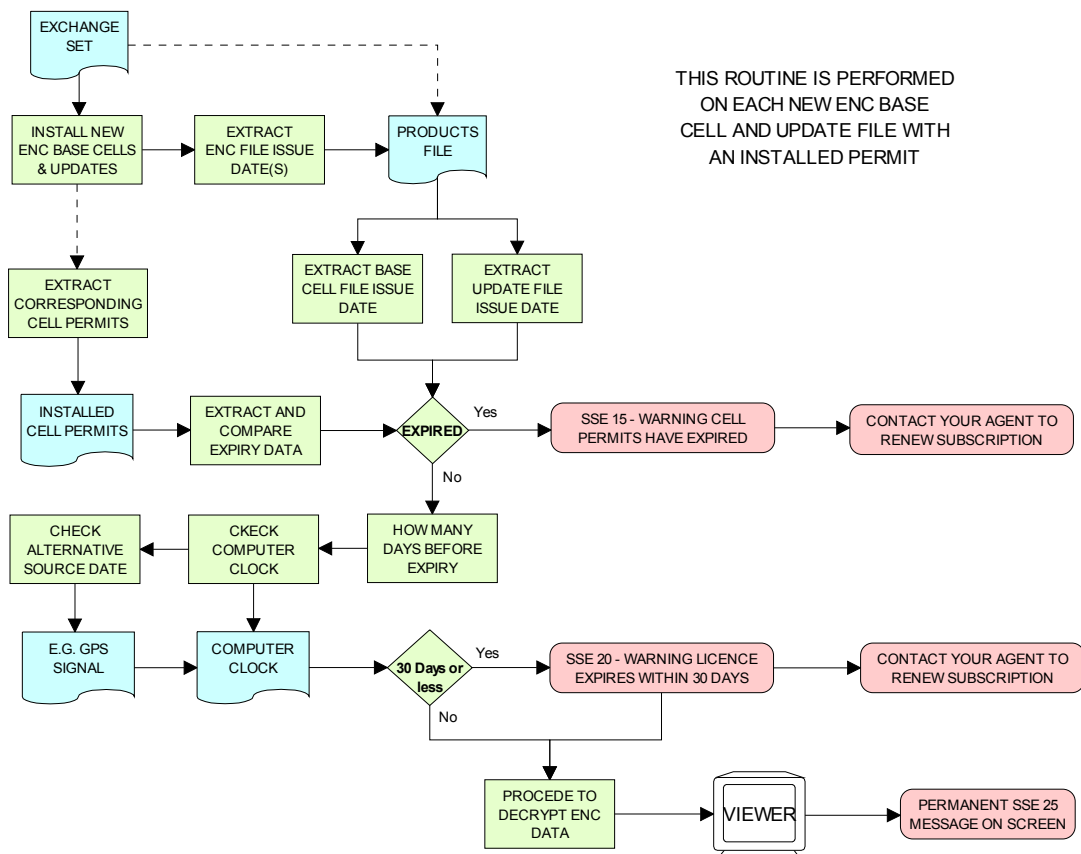 EXCHANGE
SET
THIS ROUTINE IS PERFORMED
ON EACH NEW ENC BASE
CELL AND UPDATE FILE WITH
AN INSTALLED PERMIT
INSTALL NEW
ENC BASE CELLS
& UPDATES
EXTRACT
ENC FILE ISSUE
DATE(S)
PRODUCTS
FILE
EXTRACT BASE
CELL FILE ISSUE
DATE
EXTRACT
UPDATE FILE
ISSUE DATE
EXTRACT
CORRESPONDING
CELL PERMITS
INSTALLED
CELL PERMITS
EXTRACT AND
COMPARE
EXPIRY DATA
EXPIRED
Yes
SSE 15 - WARNING CELL
PERMITS HAVE EXPIRED
CONTACT YOUR AGENT TO
RENEW SUBSCRIPTION
No
HOW MANY
DAYS BEFORE
EXPIRY
CKECK
COMPUTER
CLOCK
CHECK
ALTERNATIVE
SOURCE DATE
E.G. GPS
SIGNAL
COMPUTER
CLOCK
30 Days or
less
Yes
SSE 20 - WARNING LICENCE
EXPIRES WITHIN 30 DAYS
CONTACT YOUR AGENT TO
RENEW SUBSCRIPTION
No
PROCEDE TO
DECRYPT ENC
DATA
VIEWER
PERMANENT SSE 25
MESSAGE ON SCREEN